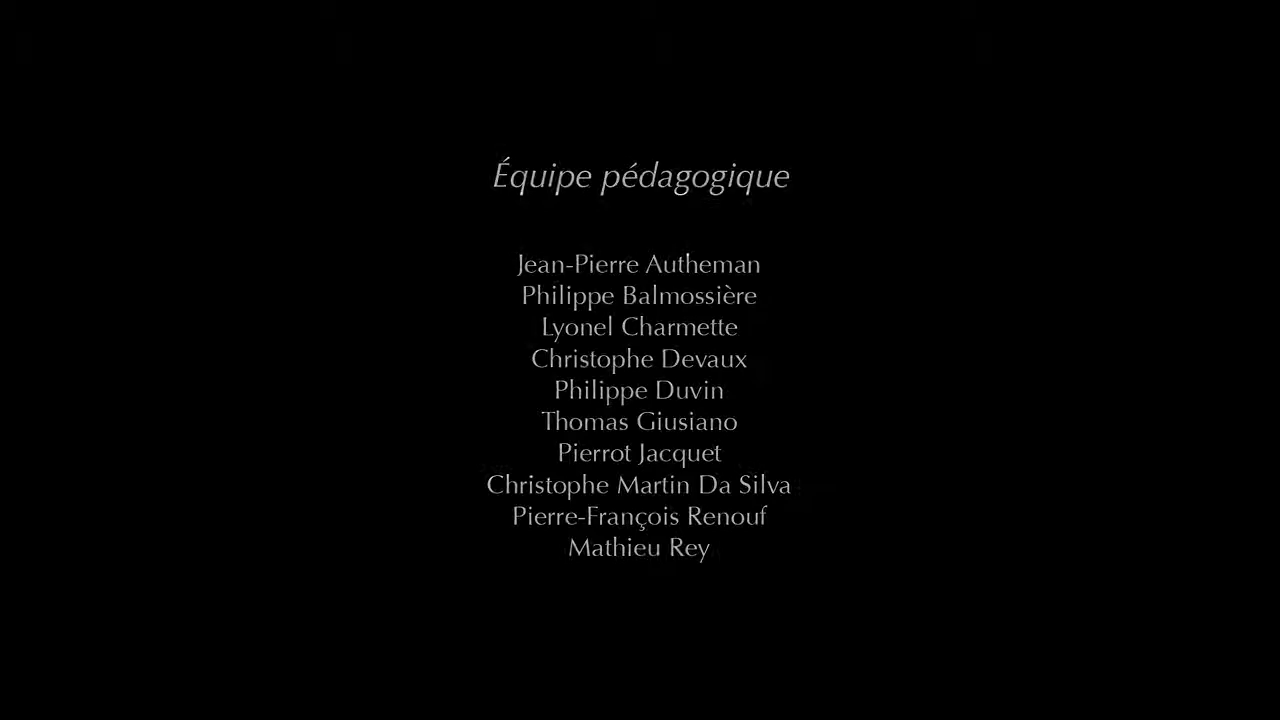 Équipe pédagogique
Jean-Pierre Autheman
Philippe Balmossière
Lyonel Charmette
Christophe Devaux
Philippe Duvin
Thomas Giusiano
Pierrot Jacquet
Christophe Martin Da Silva
Pierre-François Renouf
Mathieu Rey